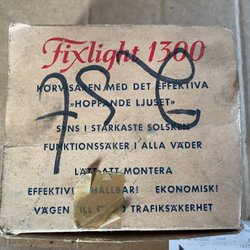 Fixlight 1300
KÖRVISAREN MED DET EFFEKTIVA
»HOPPANDE LJUSET»
SYNS I STARKASTE SOLSKEN
FUNKTIONSSÄKER I ALLA VÄDER
LÄTT ATT MONTERA
EFFEKTIV! HÅLLBAR! EKONOMISK!
VÄGEN TILL TRAFIKSÄKERHET